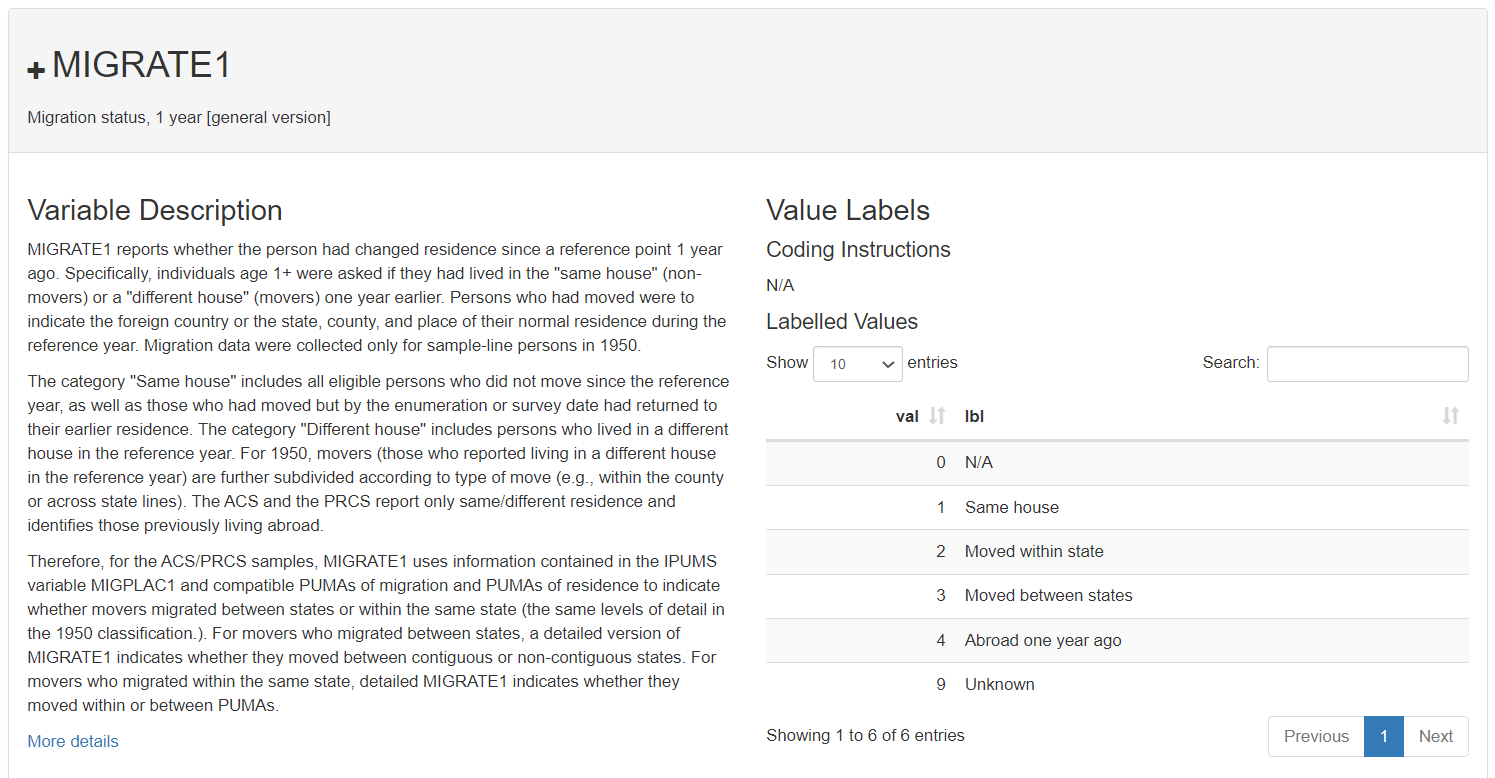 MIGRATE1
Migration status, 1 year [general version]
Variable Description
MIGRATE1 reports whether the person had changed residence since a reference point 1 year
ago. Specifically, individuals age 1+ were asked if they had lived in the "same house" (non-
movers) or a "different house" (movers) one year earlier. Persons who had moved were to
indicate the foreign country or the state, county, and place of their normal residence during the
reference year. Migration data were collected only for sample-line persons in 1950.
The category "Same house" includes all eligible persons who did not move since the reference
year, as well as those who had moved but by the enumeration or survey date had returned to
their earlier residence. The category "Different house" includes persons who lived in a different
house in the reference year. For 1950, movers (those who reported living in a different house
in the reference year) are further subdivided according to type of move (e.g., within the county
or across state lines). The ACS and the PRCS report only same/different residence and
identifies those previously living abroad.
Therefore, for the ACS/PRCS samples, MIGRATE1 uses information contained in the IPUMS
variable MIGPLAC1 and compatible PUMAs of migration and PUMAs of residence to indicate
whether movers migrated between states or within the same state (the same levels of detail in
the 1950 classification.). For movers who migrated between states, a detailed version of
MIGRATE1 indicates whether they moved between contiguous or non-contiguous states. For
movers who migrated within the same state, detailed MIGRATE1 indicates whether they
moved within or between PUMAs.
More details
Value Labels
Coding Instructions
N/A
Labelled Values
Show 10 entries Search:
val lbl
0 N/A
1 Same house
2 Moved within state
3 Moved between states
4 Abroad one year ago
9 Unknown
Showing 1 to 6 of 6 entries Previous 1 Next